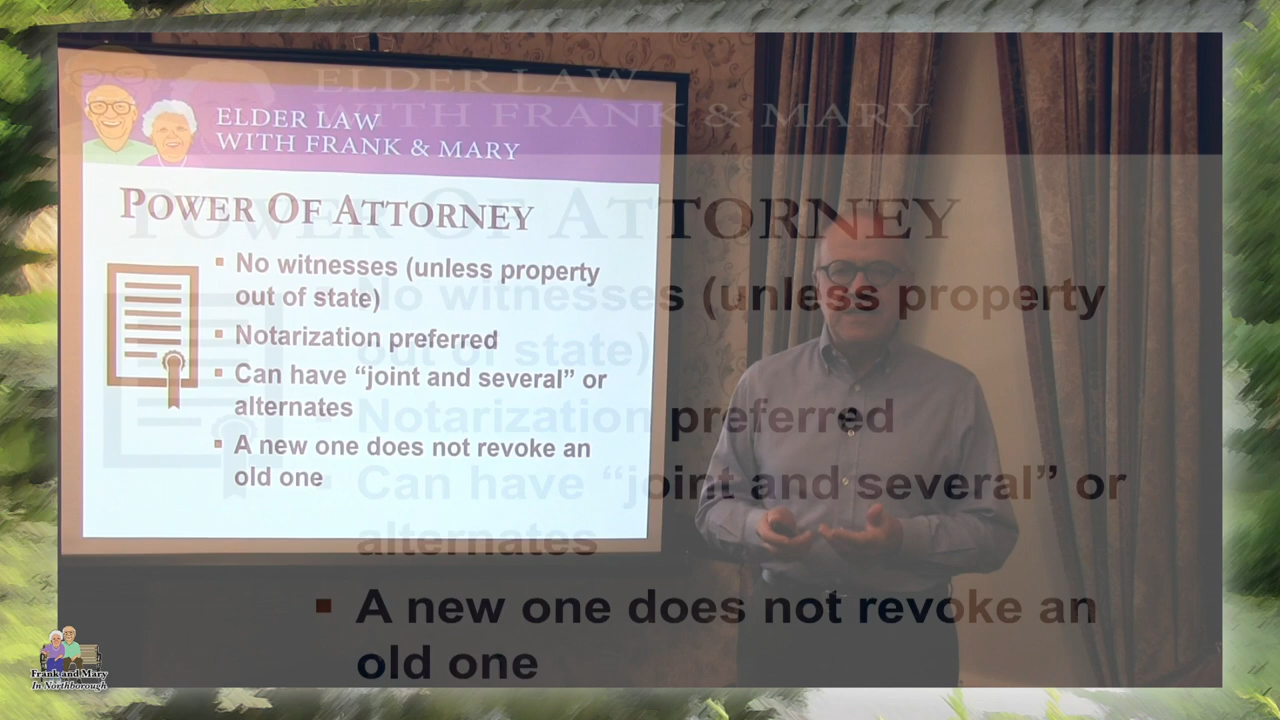 ELDER LAW
WITH FRANK & MARY
POWER OF ATTORNEY
▪ No witnesses (unless property
out of state)
▪ Notarization preferred
▪ Can have “joint and several” or
alternates
▪ A new one does not revoke an
old one
ELDER LAW
WITH FRANK & MARY
POWER OF ATTORNEY
No witnesses (unless property
out of state)
Notarization preferred
Can have “joint and several” or
alternates
▪ A new one does not revoke an
old one
Frank and Mary
In Northborough